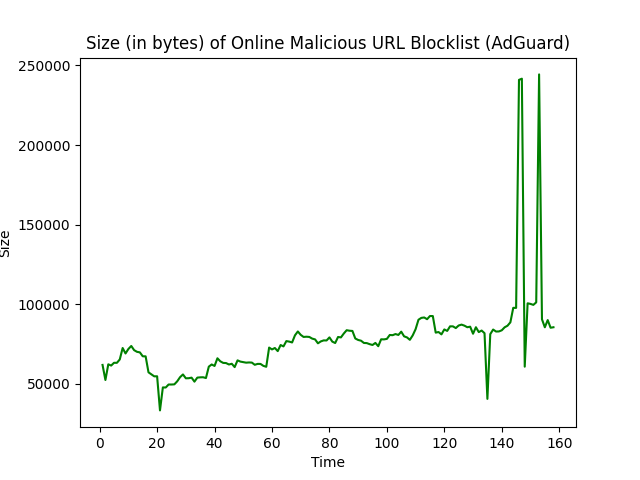 Size (in bytes) of Online Malicious URL Blocklist (AdGuard)
250000
200000
150000
100000
50000
Size
0 20 40 60 80 100 120 140 160
Time